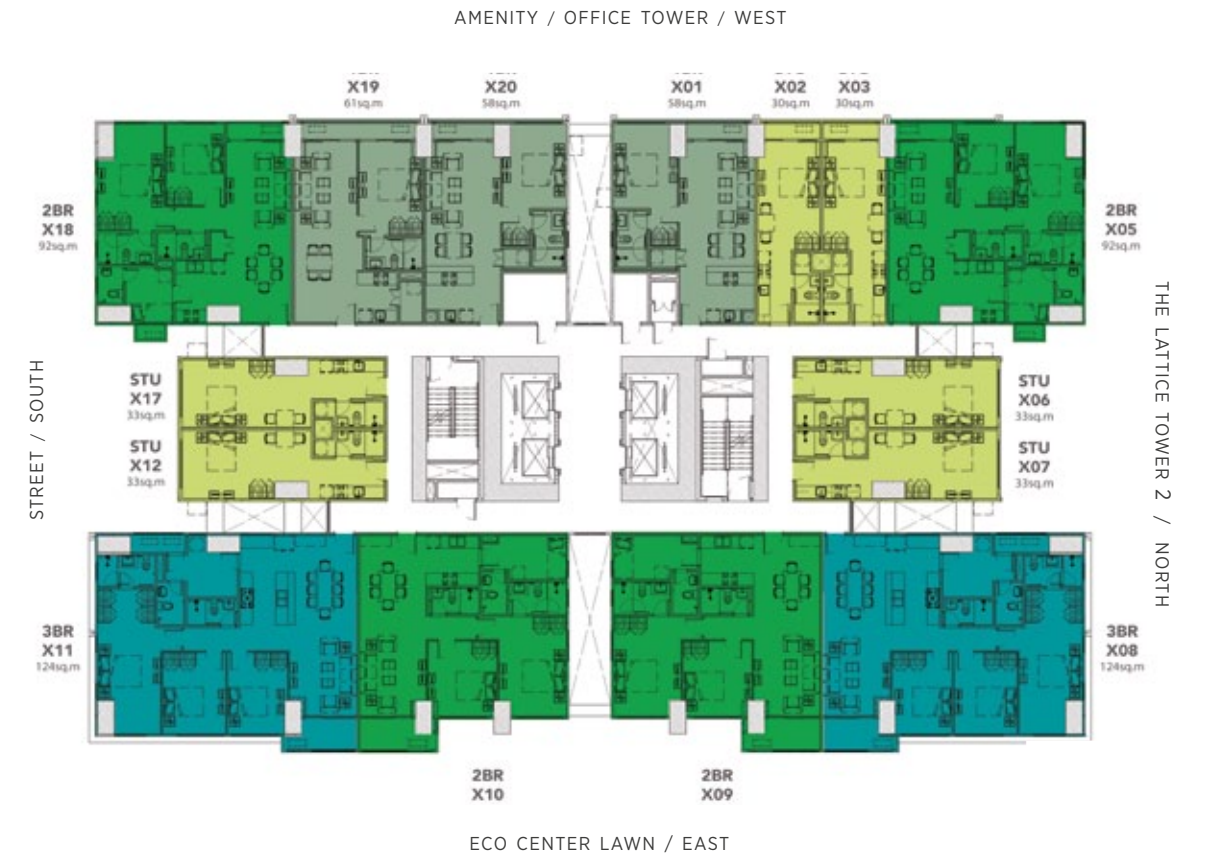 AMENITY / OFFICE TOWER / WEST
X19
61sq.m
X20
58sq.m
X01
58sq.m
X02
30sq.m
X03
30sq.m
2BR
X18
92sq.m
2BR
X05
92sq.m
STREET / SOUTH
THE LATTICE TOWER 2 / NORTH
STU
X17
33sq.m
STU
X06
33sq.m
STU
X12
33sq.m
STU
X07
33sq.m
3BR
X11
124sq.m
3BR
X08
124sq.m
2BR
X10
2BR
X09
ECO CENTER LAWN / EAST